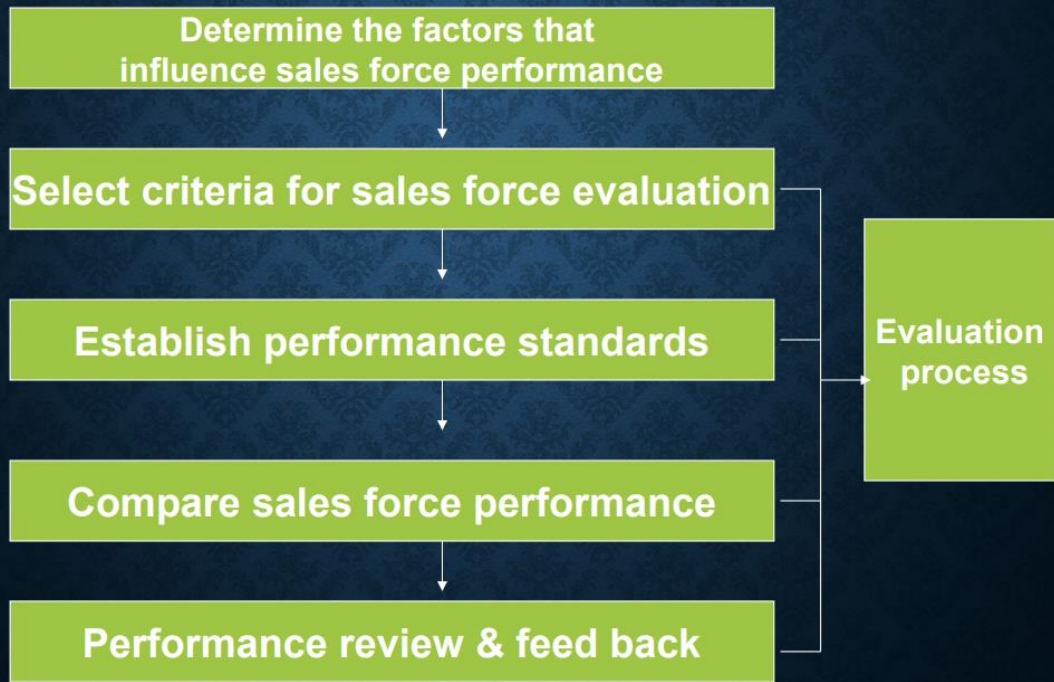 Determine the factors that
influence sales force performance
Select criteria for sales force evaluation
Establish performance standards
Evaluation
process
Compare sales force performance
Performance review & feed back